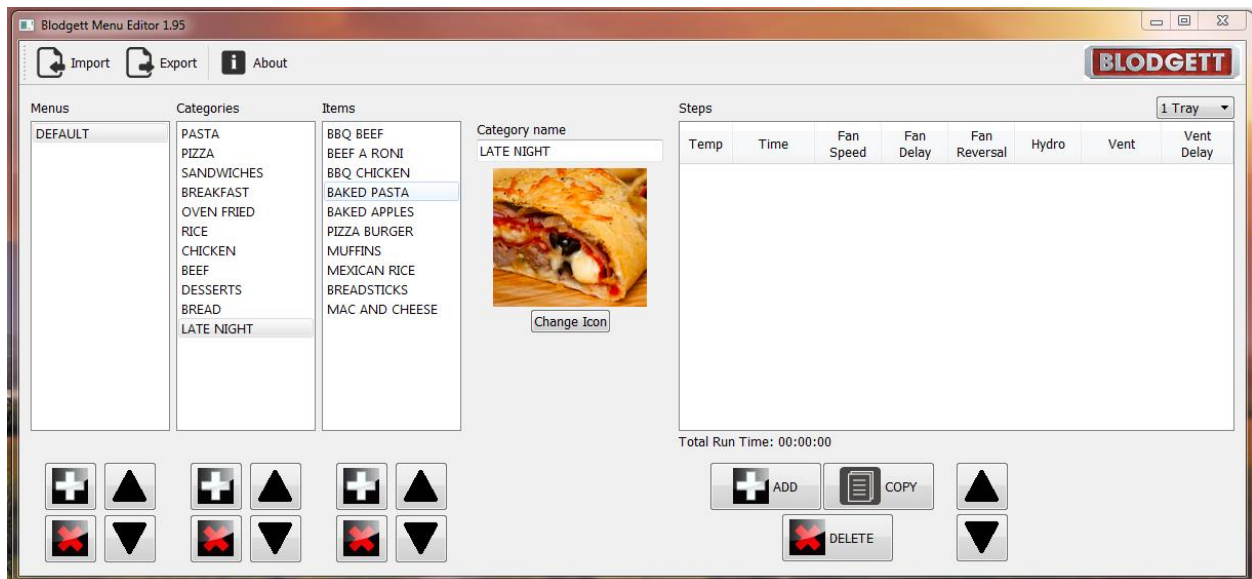 Blodgett Menu Editor 1.95
Import Export i About BLODGETT
Menus Categories Items Steps 1 Tray
DEFAULT
PASTA
PIZZA
SANDWICHES
BREAKFAST
OVEN FRIED
RICE
CHICKEN
BEEF
DESSERTS
BREAD
LATE NIGHT
BBQ BEEF
BEEF A RONI
BBQ CHICKEN
BAKED PASTA
BAKED APPLES
PIZZA BURGER
MUFFINS
MEXICAN RICE
BREADSTICKS
MAC AND CHEESE
Category name
LATE NIGHT
Change Icon
Temp Time Fan Speed Fan Delay Fan Reversal Hydro Vent Vent Delay
Total Run Time: 00:00:00
ADD COPY
DELETE